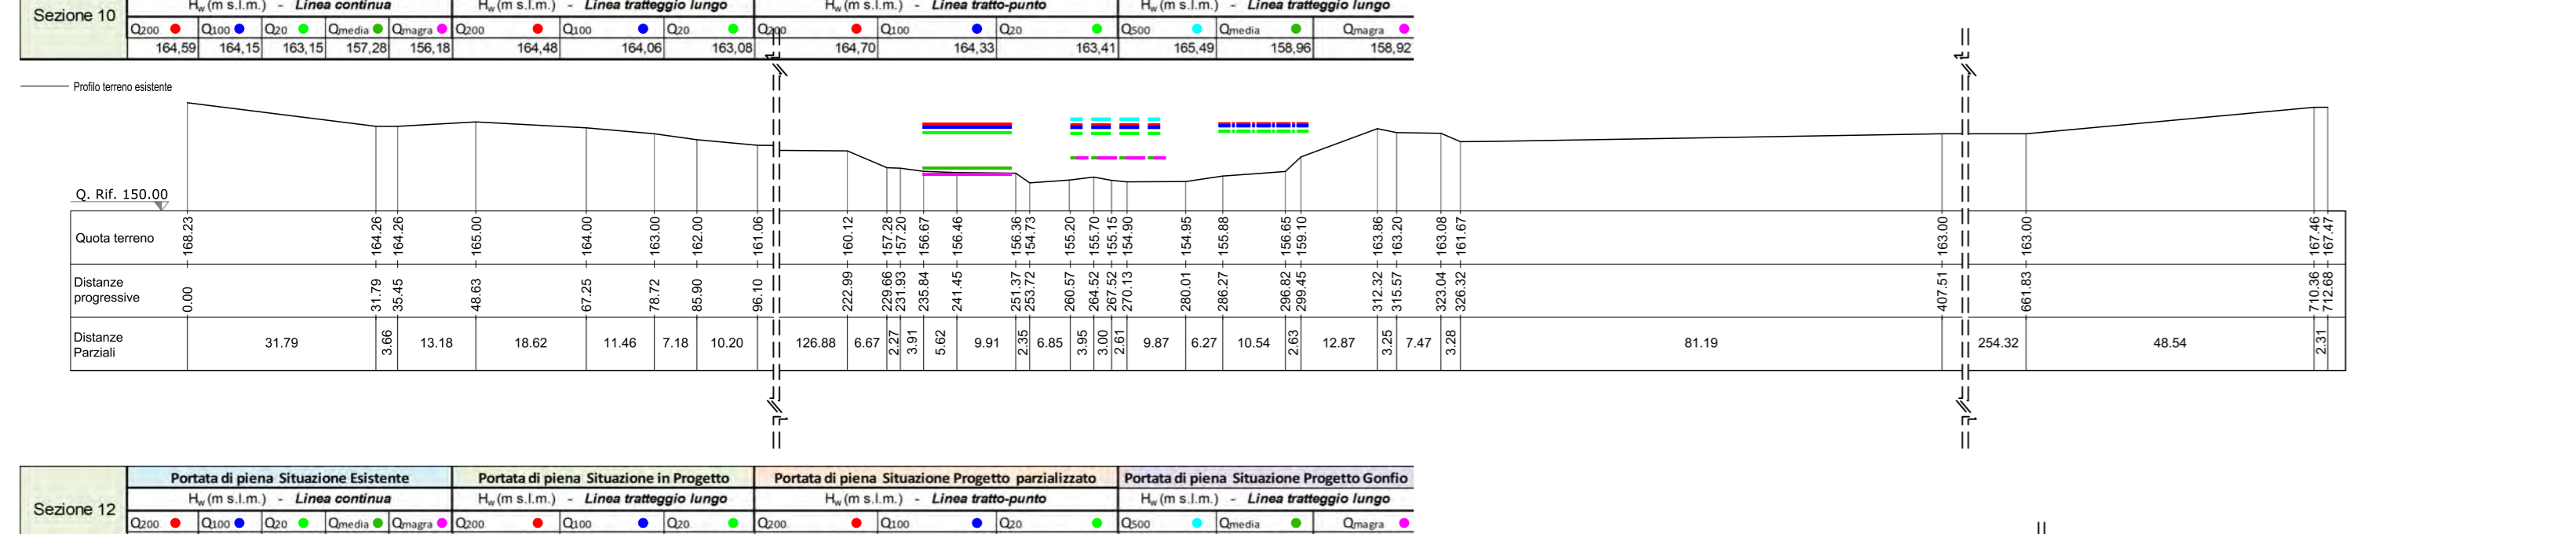 Sezione 10
Hw (m s.l.m.) - Linea continua Hw (m s.l.m.) - Linea tratteggio lungo Hw (m s.l.m.) - Linea tratto-punto Hw (m s.l.m.) - Linea tratteggio lungo
Q200 Q100 Q20 Qmedia Qmagra Q200 Q100 Q20 Q200 Q100 Q20 Q500 Qmedia Qmagra
164,59 164,15 163,15 157,28 156,18 164,48 164,06 163,08 164,70 164,33 163,41 165,49 158,96 158,92
Profilo terreno esistente
Q. Rif. 150.00
Quota terreno 168.23 164.26 164.26 165.00 164.00 163.00 162.00 161.06 160.12 157.28 157.20 156.67 156.46 156.36 154.73 155.20 155.70 155.15 154.90 154.95 155.88 156.65 159.10 163.86 163.20 163.08 161.67 163.00 163.00 167.46 167.47
Distanze
progressive 0.00 31.79 35.45 48.63 67.25 78.72 85.90 96.10 222.99 229.66 231.93 235.84 241.45 251.37 253.72 260.57 264.52 267.52 270.13 280.01 286.27 296.82 299.45 312.32 315.57 323.04 326.32 407.51 661.83 710.36 712.68
Distanze
Parziali 31.79 3.66 13.18 18.62 11.46 7.18 10.20 126.88 6.67 2.27 3.91 5.62 9.91 2.35 6.85 3.95 3.00 2.61 9.87 6.27 10.54 2.63 12.87 3.25 7.47 3.28 81.19 254.32 48.54 2.31
Sezione 12
Portata di piena Situazione Esistente Portata di piena Situazione in Progetto Portata di piena Situazione Progetto parzializzato Portata di piena Situazione Progetto Gonfio
Hw (m s.l.m.) - Linea continua Hw (m s.l.m.) - Linea tratteggio lungo Hw (m s.l.m.) - Linea tratto-punto Hw (m s.l.m.) - Linea tratteggio lungo
Q200 Q100 Q20 Qmedia Qmagra Q200 Q100 Q20 Q200 Q100 Q20 Q500 Qmedia Qmagra